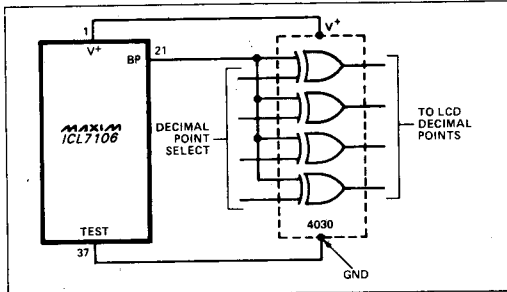 1
V+
V+
21
BP
MAXIM
ICL7106
DECIMAL
POINT
SELECT
TO LCD
DECIMAL
POINTS
TEST
4030
37
GND